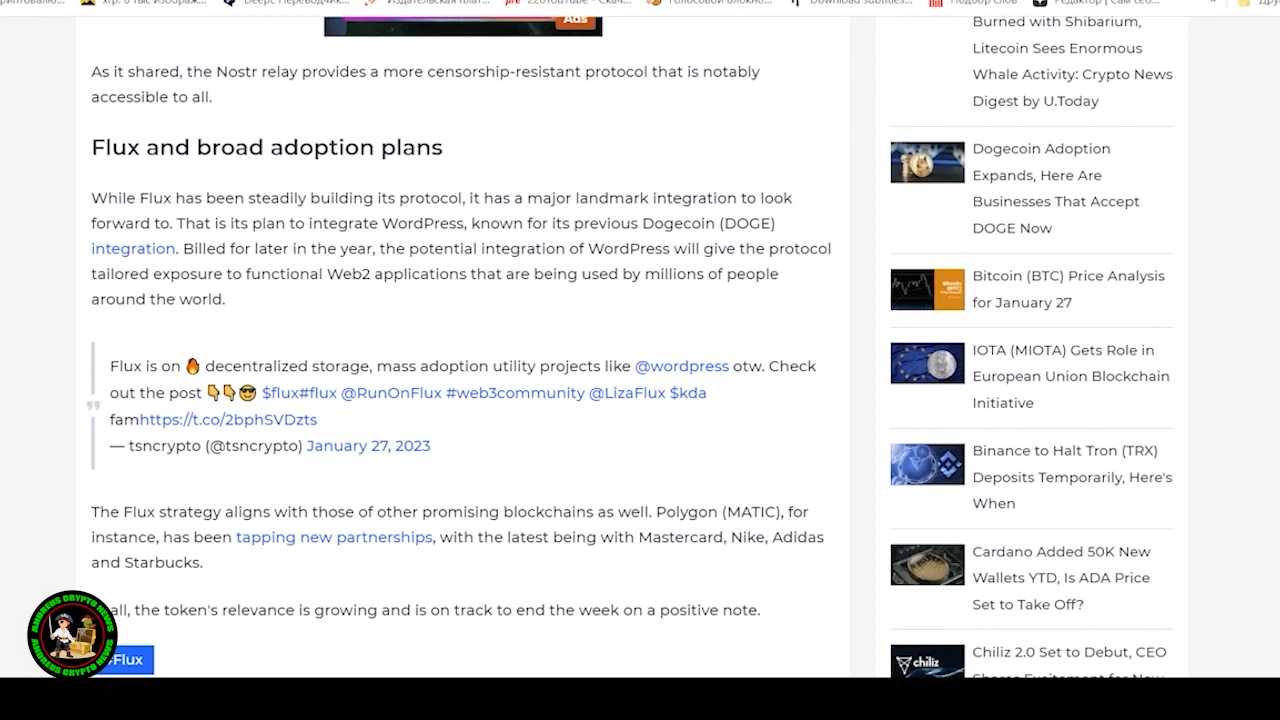 Ads
As it shared, the Nostr relay provides a more censorship-resistant protocol that is notably
accessible to all.
Flux and broad adoption plans
While Flux has been steadily building its protocol, it has a major landmark integration to look
forward to. That is its plan to integrate WordPress, known for its previous Dogecoin (DOGE)
integration. Billed for later in the year, the potential integration of WordPress will give the protocol
tailored exposure to functional Web2 applications that are being used by millions of people
around the world.
Flux is on 🔥 decentralized storage, mass adoption utility projects like @wordpress otw. Check
out the post 👇👇😎 $flux#flux @RunOnFlux #web3community @LizaFlux $kda
famhttps://t.co/2bphSVDzts
— tsncrypto (@tsncrypto) January 27, 2023
The Flux strategy aligns with those of other promising blockchains as well. Polygon (MATIC), for
instance, has been tapping new partnerships, with the latest being with Mastercard, Nike, Adidas
and Starbucks.
all, the token's relevance is growing and is on track to end the week on a positive note.
#Flux
ANDREUS CRYPTO NEWS
ANDREUS CRYPTO NEWS
Burned with Shibarium,
Litecoin Sees Enormous
Whale Activity: Crypto News
Digest by U.Today
Dogecoin Adoption
Expands, Here Are
Businesses That Accept
DOGE Now
Bitcoin (BTC) Price Analysis
for January 27
IOTA (MIOTA) Gets Role in
European Union Blockchain
Initiative
Binance to Halt Tron (TRX)
Deposits Temporarily, Here's
When
Cardano Added 50K New
Wallets YTD, Is ADA Price
Set to Take Off?
chiliz
Chiliz 2.0 Set to Debut, CEO